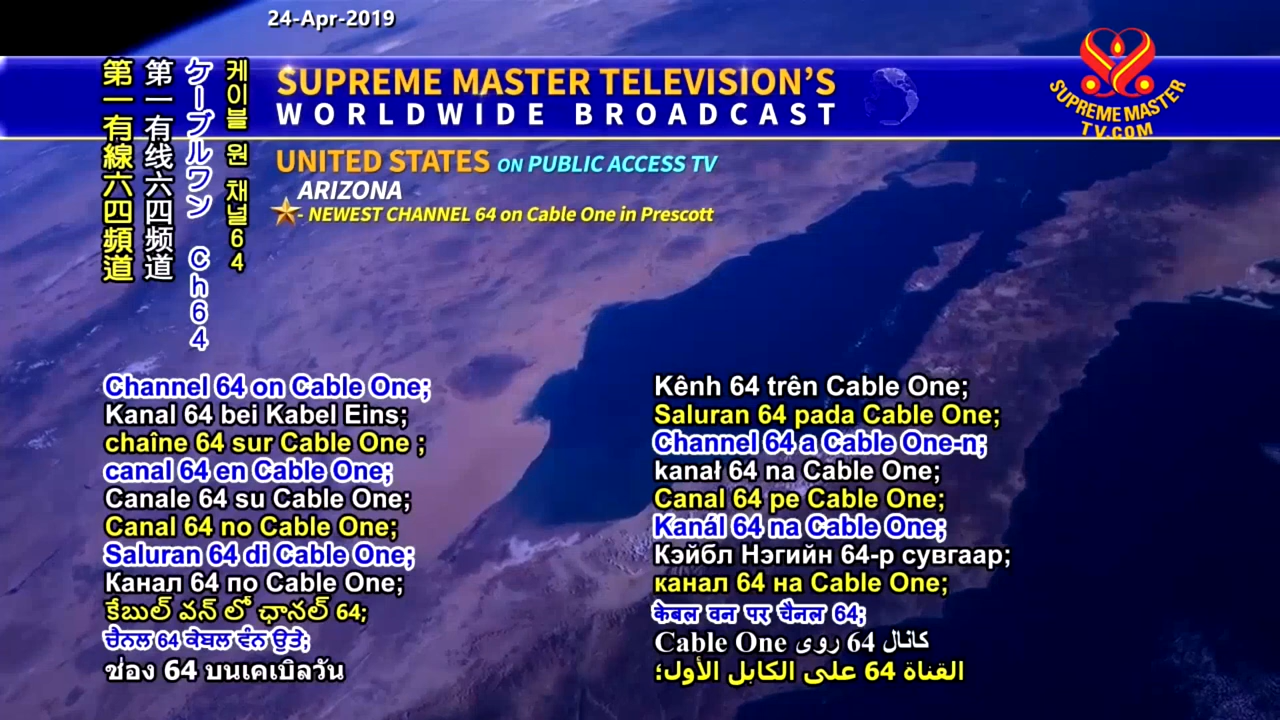 24-Apr-2019
SUPREME MASTER TELEVISION'S
WORLDWIDE BROADCAST
SUPREME MASTER
TV.COM
UNITED STATES ON PUBLIC ACCESS TV
ARIZONA
- NEWEST CHANNEL 64 on Cable One in Prescott
第一有線六四頻道
第一有线六四频道
ケーブルワン Ch64
케이블 원 채널64
Channel 64 on Cable One;
Kanal 64 bei Kabel Eins;
chaîne 64 sur Cable One ;
canal 64 en Cable One;
Canale 64 su Cable One;
Canal 64 no Cable One;
Saluran 64 di Cable One;
Канал 64 по Cable One;
కేబుల్ వన్ లో ఛానల్ 64;
ਚੈਨਲ 64 ਕੇਬਲ ਵੰਨ ਉਤੇ;
ช่อง 64 บนเคเบิลวัน
Kênh 64 trên Cable One;
Saluran 64 pada Cable One;
Channel 64 a Cable One-n;
kanał 64 na Cable One;
Canal 64 pe Cable One;
Kanál 64 na Cable One;
Кэйбл Нэгийн 64-р сувгаар;
канал 64 на Cable One;
केबल वन पर चैनल 64;
کانال 64 روی Cable One
القناة 64 على الكابل الأول؛